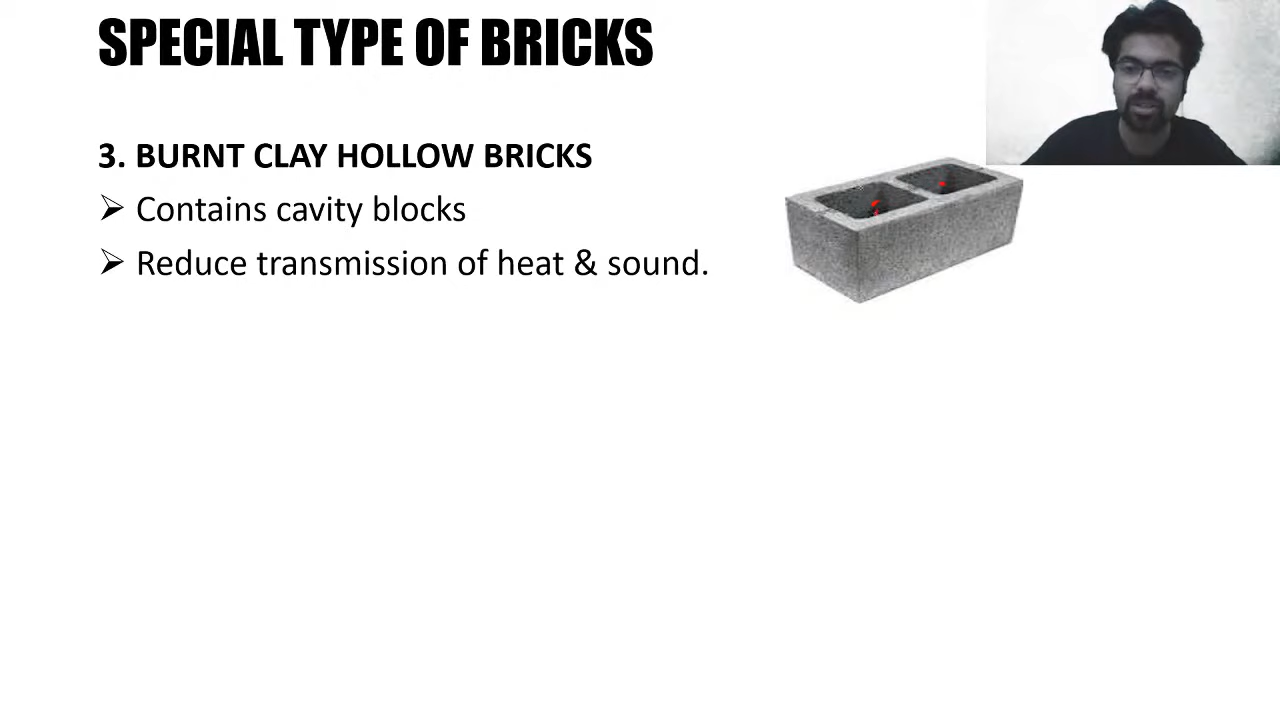 SPECIAL TYPE OF BRICKS
3. BURNT CLAY HOLLOW BRICKS
➢ Contains cavity blocks
➢ Reduce transmission of heat & sound.